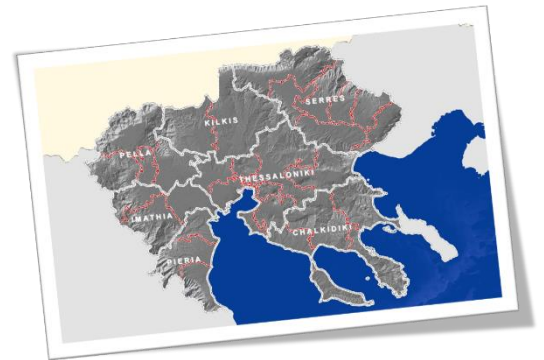 SERRES
KILKIS
PELLA
THESSALONIKI
IMATHIA
CHALKIDIKI
PIERIA